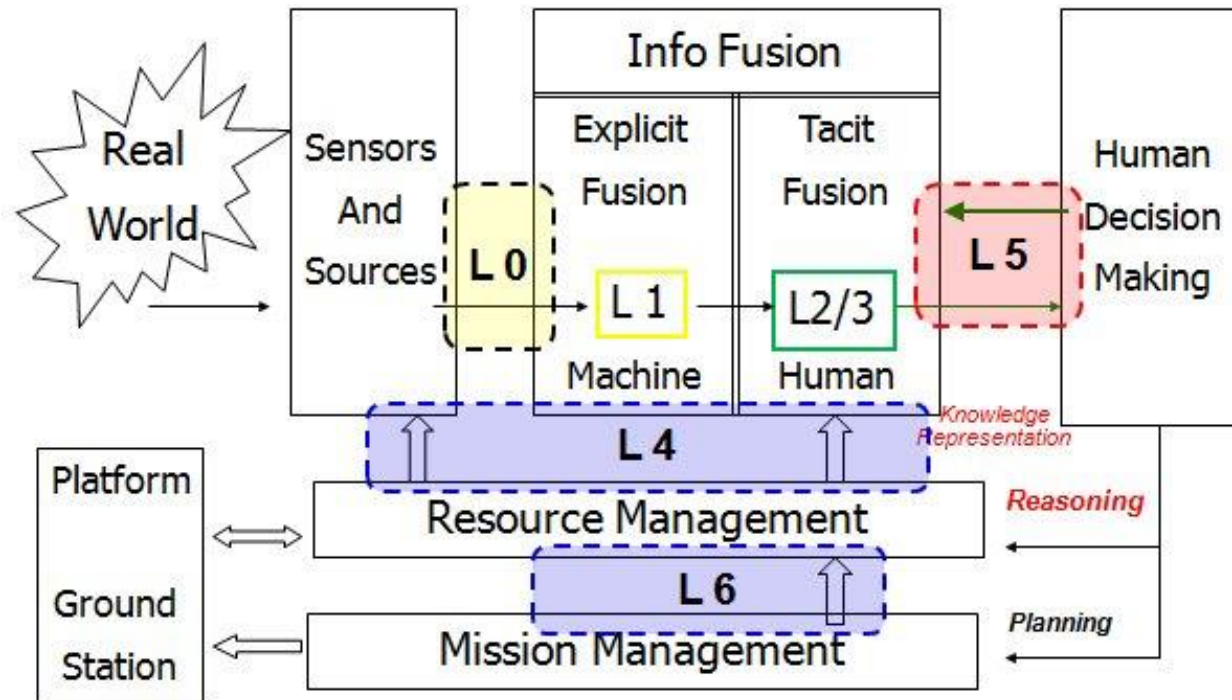 Real
World
Sensors
And
Sources
L 0
Info Fusion
Explicit
Fusion
L 1
Machine
Tacit
Fusion
L2/3
Human
L 5
Human
Decision
Making
Knowledge
Representation
L 4
Platform
Ground
Station
Resource Management
Reasoning
L 6
Mission Management
Planning